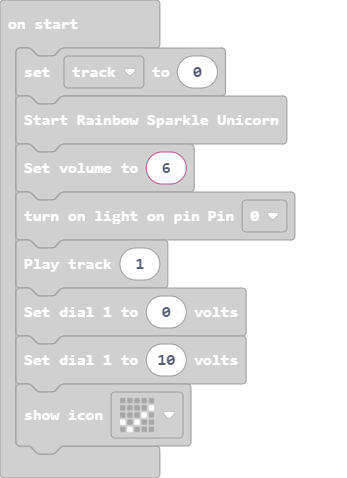 on start
set track to 0
Start Rainbow Sparkle Unicorn
Set volume to 6
turn on light on pin Pin 0
Play track 1
Set dial 1 to 0 volts
Set dial 1 to 10 volts
show icon